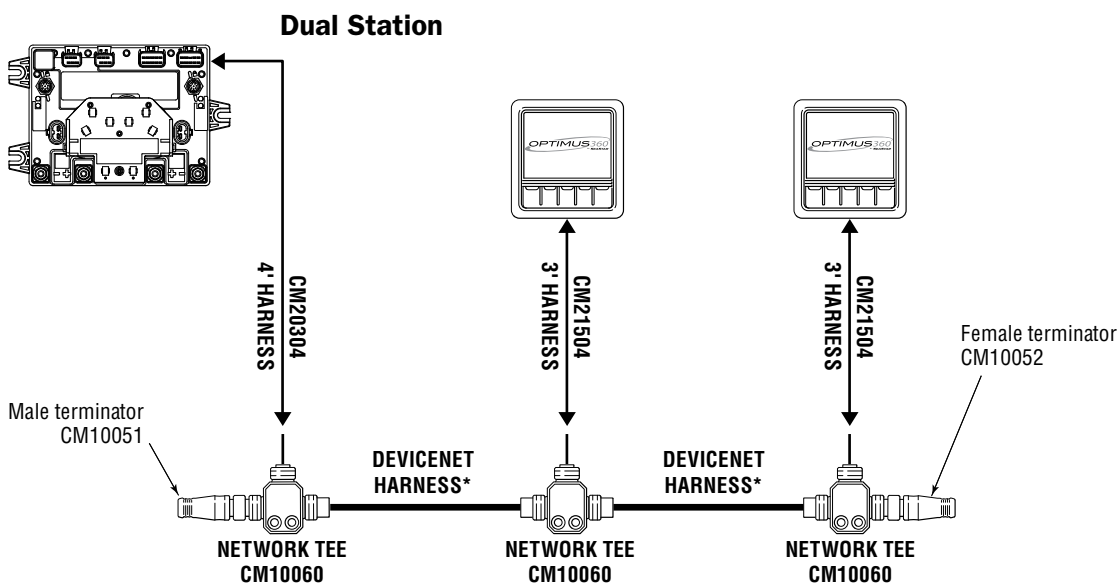 Dual Station
OPTIMUS360
OPTIMUS360
CM20304
4' HARNESS
CM21504
3' HARNESS
CM21504
3' HARNESS
Female terminator
CM10052
Male terminator
CM10051
DEVICENET
HARNESS*
DEVICENET
HARNESS*
NETWORK TEE
CM10060
NETWORK TEE
CM10060
NETWORK TEE
CM10060